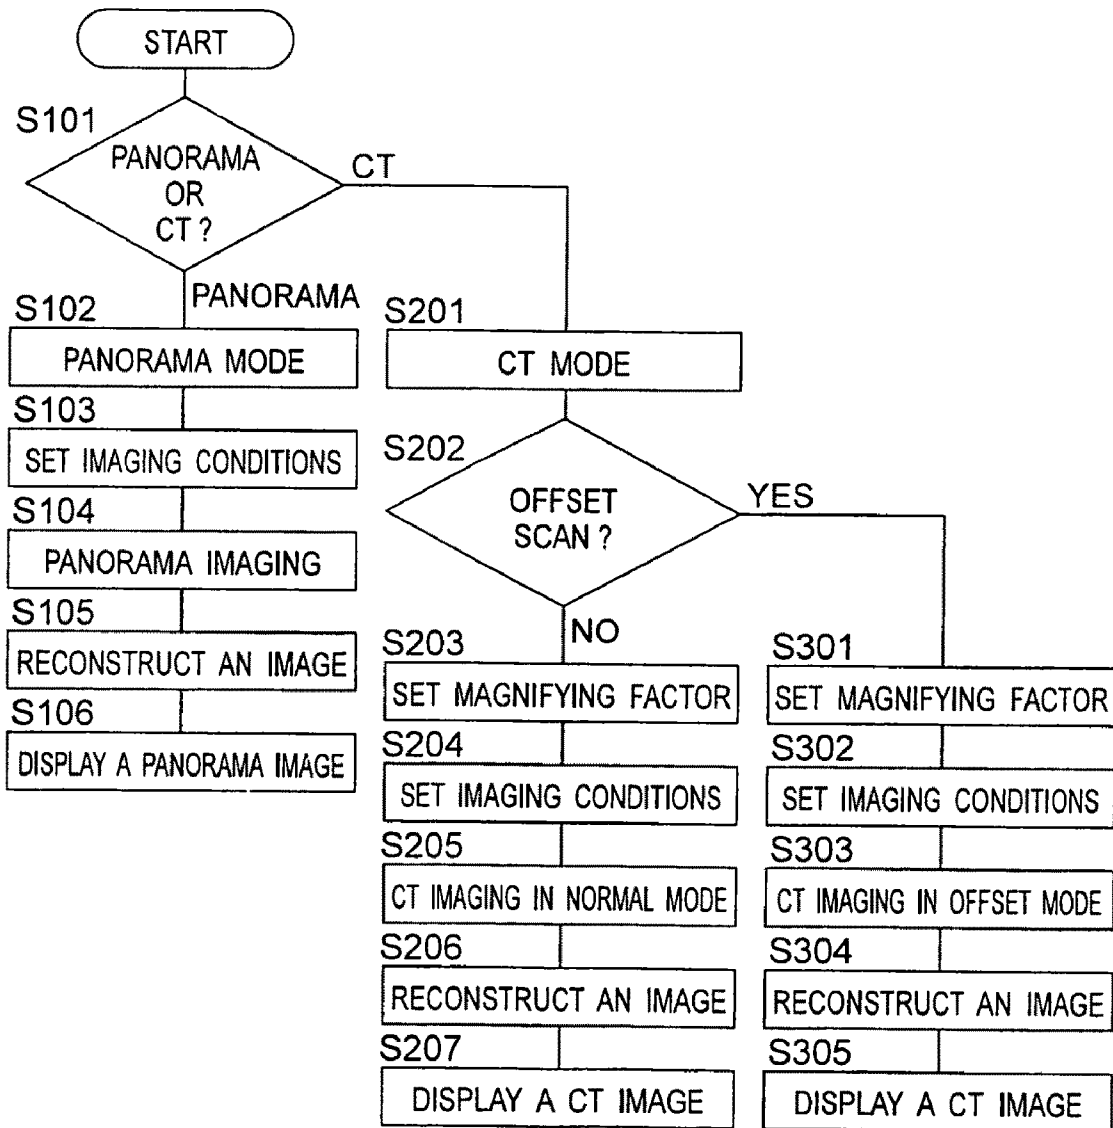 START
S101
PANORAMA
OR
CT ?
CT
PANORAMA
S102
PANORAMA MODE
S103
SET IMAGING CONDITIONS
S104
PANORAMA IMAGING
S105
RECONSTRUCT AN IMAGE
S106
DISPLAY A PANORAMA IMAGE
S201
CT MODE
S202
OFFSET
SCAN ?
YES
NO
S203
SET MAGNIFYING FACTOR
S204
SET IMAGING CONDITIONS
S205
CT IMAGING IN NORMAL MODE
S206
RECONSTRUCT AN IMAGE
S207
DISPLAY A CT IMAGE
S301
SET MAGNIFYING FACTOR
S302
SET IMAGING CONDITIONS
S303
CT IMAGING IN OFFSET MODE
S304
RECONSTRUCT AN IMAGE
S305
DISPLAY A CT IMAGE